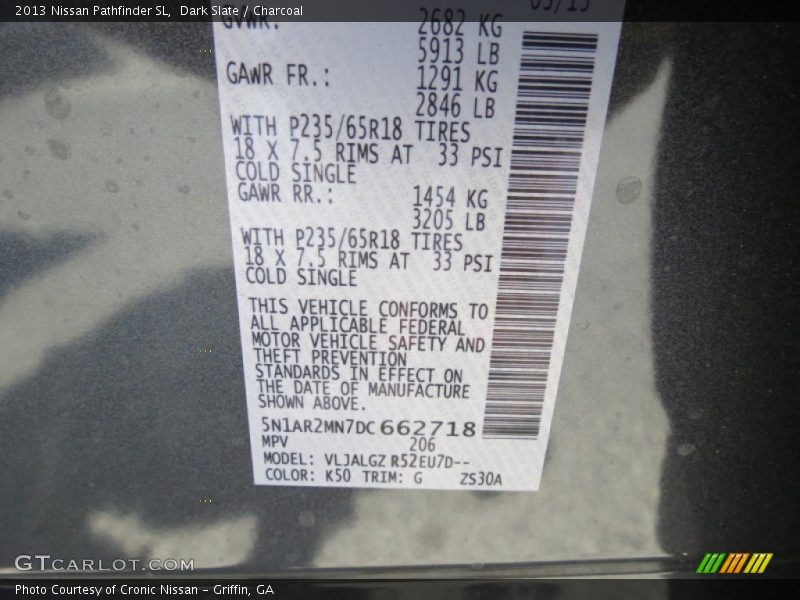 2013 Nissan Pathfinder SL, Dark Slate / Charcoal
GVWR: 2682 KG
5913 LB
GAWR FR.: 1291 KG
2846 LB
WITH P235/65R18 TIRES
18 X 7.5 RIMS AT 33 PSI
COLD SINGLE
GAWR RR.: 1454 KG
3205 LB
WITH P235/65R18 TIRES
18 X 7.5 RIMS AT 33 PSI
COLD SINGLE
THIS VEHICLE CONFORMS TO
ALL APPLICABLE FEDERAL
MOTOR VEHICLE SAFETY AND
THEFT PREVENTION
STANDARDS IN EFFECT ON
THE DATE OF MANUFACTURE
SHOWN ABOVE.
5N1AR2MN7DC662718
MPV 206
MODEL: VLJALGZ R52EU7D--
COLOR: K50 TRIM: G ZS30A
GTCARLOT.COM
Photo Courtesy of Cronic Nissan - Griffin, GA